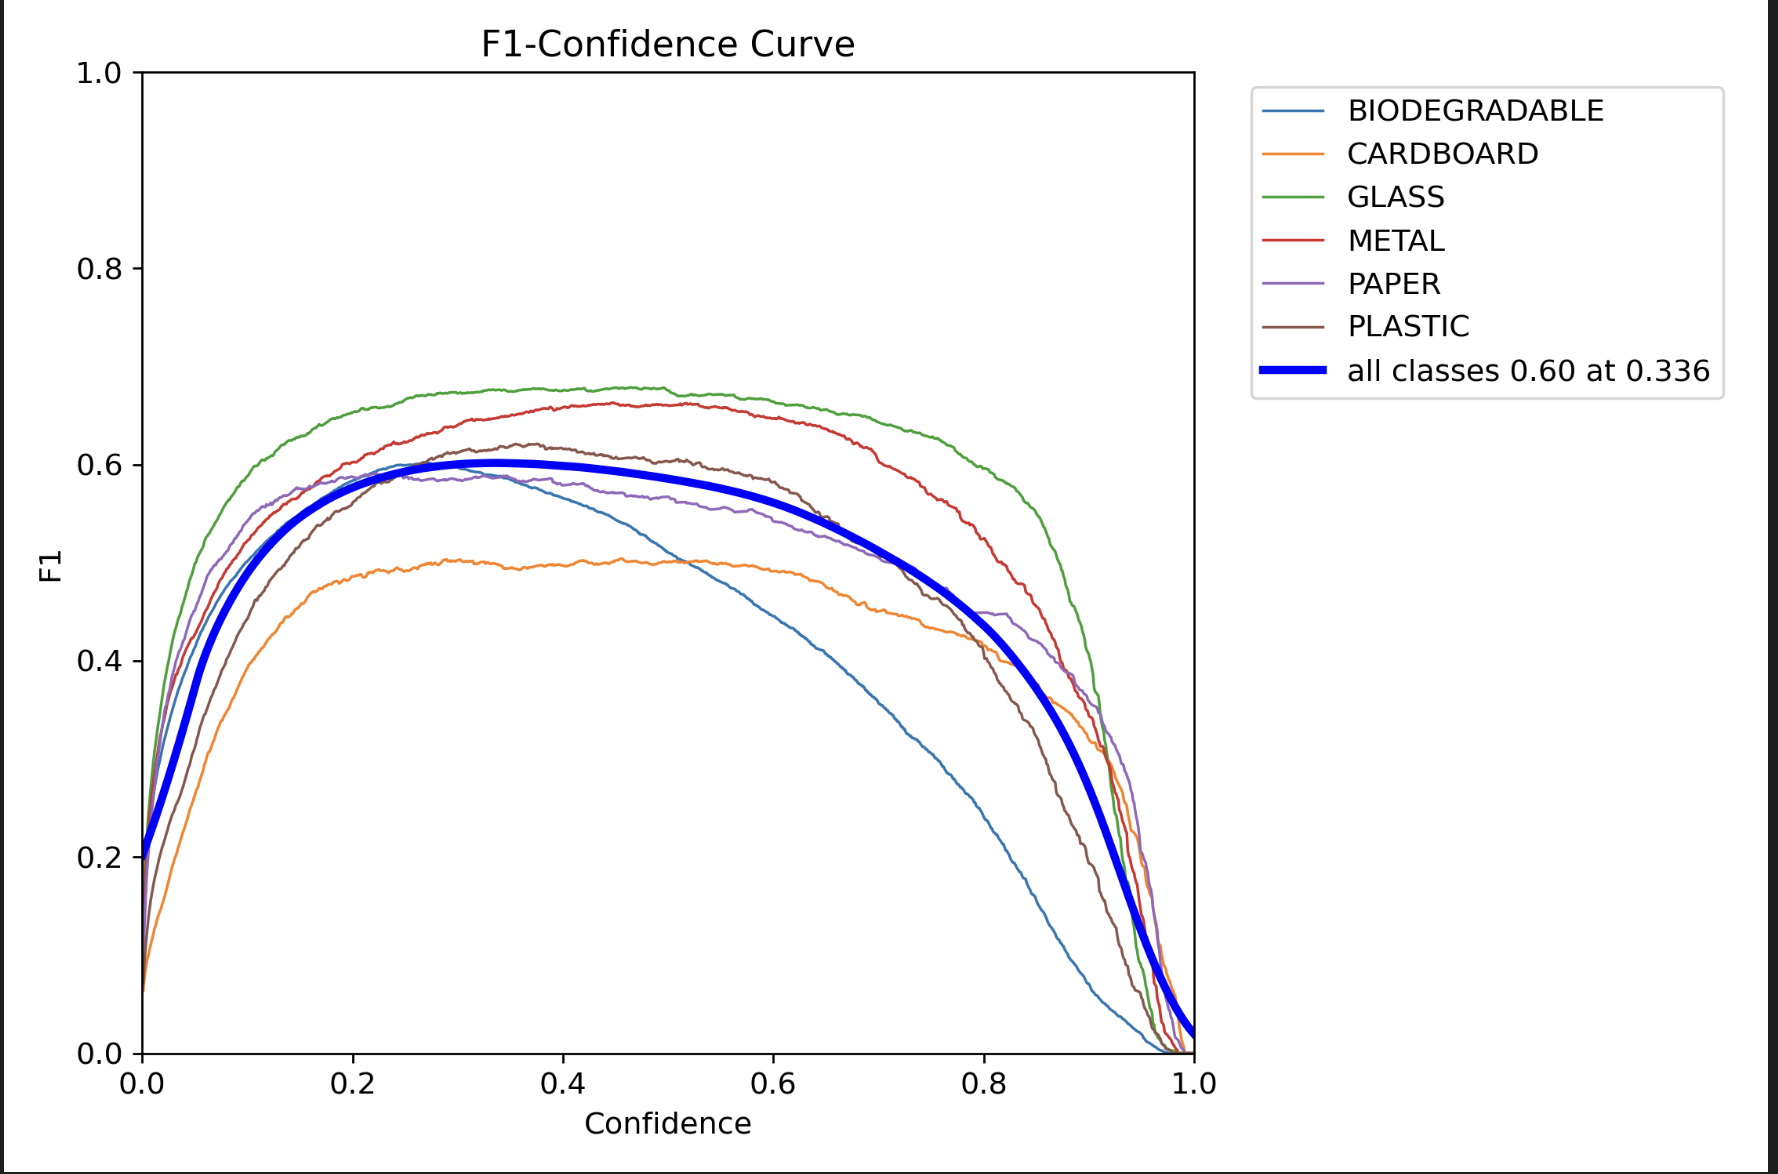 F1-Confidence Curve
1.0
0.8
0.6
0.4
0.2
0.0
F1
0.0 0.2 0.4 0.6 0.8 1.0
Confidence
BIODEGRADABLE
CARDBOARD
GLASS
METAL
PAPER
PLASTIC
all classes 0.60 at 0.336